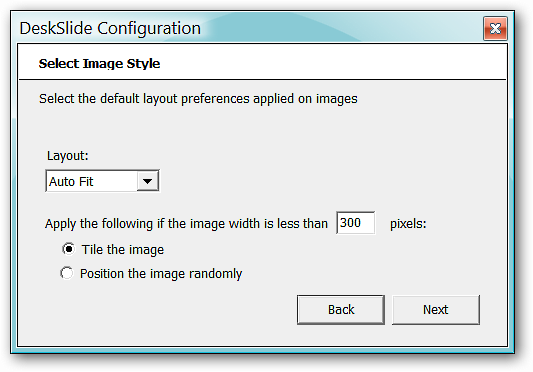 DeskSlide Configuration
Select Image Style
Select the default layout preferences applied on images
Layout:
Auto Fit
Apply the following if the image width is less than 300 pixels:
Tile the image
Position the image randomly
Back Next